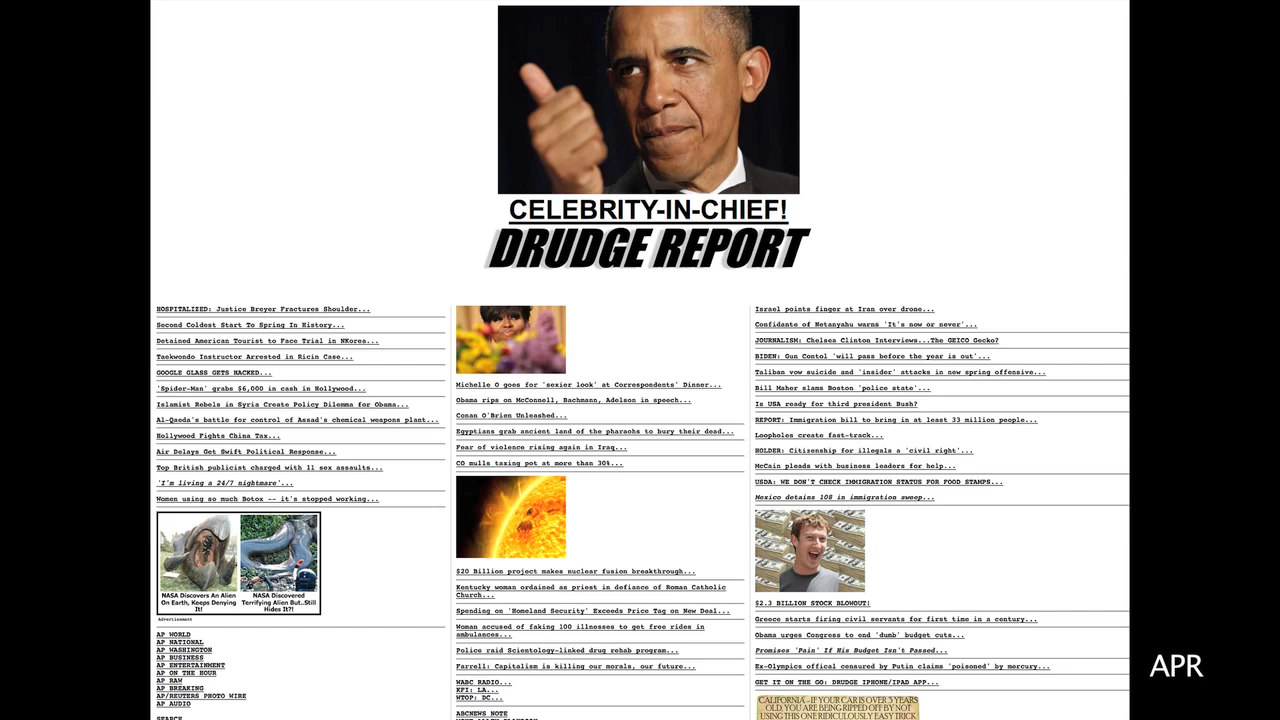 CELEBRITY-IN-CHIEF!
DRUDGE REPORT
HOSPITALIZED: Justice Breyer Fractures Shoulder...
Second Coldest Start To Spring In History...
Detained American Tourist to Face Trial in NKorea...
Taekwondo Instructor Arrested in Ricin Case...
GOOGLE GLASS GETS HACKED...
'Spider-Man' grabs $6,000 in cash in Hollywood...
Islamist Rebels in Syria Create Policy Dilemma for Obama...
Al-Qaeda's battle for control of Assad's chemical weapons plant...
Hollywood Fights China Tax...
Air Delays Get Swift Political Response...
Top British publicist charged with 11 sex assaults...
'I'm living a 24/7 nightmare'...
Women using so much Botox -- it's stopped working...
NASA Discovers An Alien
On Earth, Keeps Denying
It!
NASA Discovered
Terrifying Alien But..Still
Hides It?!
Advertisement
AP WORLD
AP NATIONAL
AP WASHINGTON
AP BUSINESS
AP ENTERTAINMENT
AP ON THE HOUR
AP RAW
AP BREAKING
AP/REUTERS PHOTO WIRE
AP AUDIO
SEARCH
Michelle O goes for 'sexier look' at Correspondents' Dinner...
Obama rips on McConnell, Bachmann, Adelson in speech...
Conan O'Brien Unleashed...
Egyptians grab ancient land of the pharaohs to bury their dead...
Fear of violence rising again in Iraq...
CO mulls taxing pot at more than 30%...
$20 Billion project makes nuclear fusion breakthrough...
Kentucky woman ordained as priest in defiance of Roman Catholic
Church...
Spending on 'Homeland Security' Exceeds Price Tag on New Deal...
Woman accused of faking 100 illnesses to get free rides in
ambulances...
Police raid Scientology-linked drug rehab program...
Farrell: Capitalism is killing our morals, our future...
WABC RADIO...
KFI: LA...
WTOP: DC...
ABCNEWS NOTE
Israel points finger at Iran over drone...
Confidante of Netanyahu warns 'It's now or never'...
JOURNALISM: Chelsea Clinton Interviews...The GEICO Gecko?
BIDEN: Gun Contol 'will pass before the year is out'...
Taliban vow suicide and 'insider' attacks in new spring offensive...
Bill Maher slams Boston 'police state'...
Is USA ready for third president Bush?
REPORT: Immigration bill to bring in at least 33 million people...
Loopholes create fast-track...
HOLDER: Citizenship for illegals a 'civil right'...
McCain pleads with business leaders for help...
USDA: WE DON'T CHECK IMMIGRATION STATUS FOR FOOD STAMPS...
Mexico detains 108 in immigration sweep...
$2.3 BILLION STOCK BLOWOUT!
Greece starts firing civil servants for first time in a century...
Obama urges Congress to end 'dumb' budget cuts...
Promises 'Pain' If His Budget Isn't Passed...
Ex-Olympics offical censured by Putin claims 'poisoned' by mercury...
GET IT ON THE GO: DRUDGE IPHONE/IPAD APP...
CALIFORNIA - IF YOUR CAR IS OVER 5 YEARS
OLD, YOU ARE BEING RIPPED OFF BY NOT
USING THIS ONE RIDICULOUSLY EASY TRICK
APR